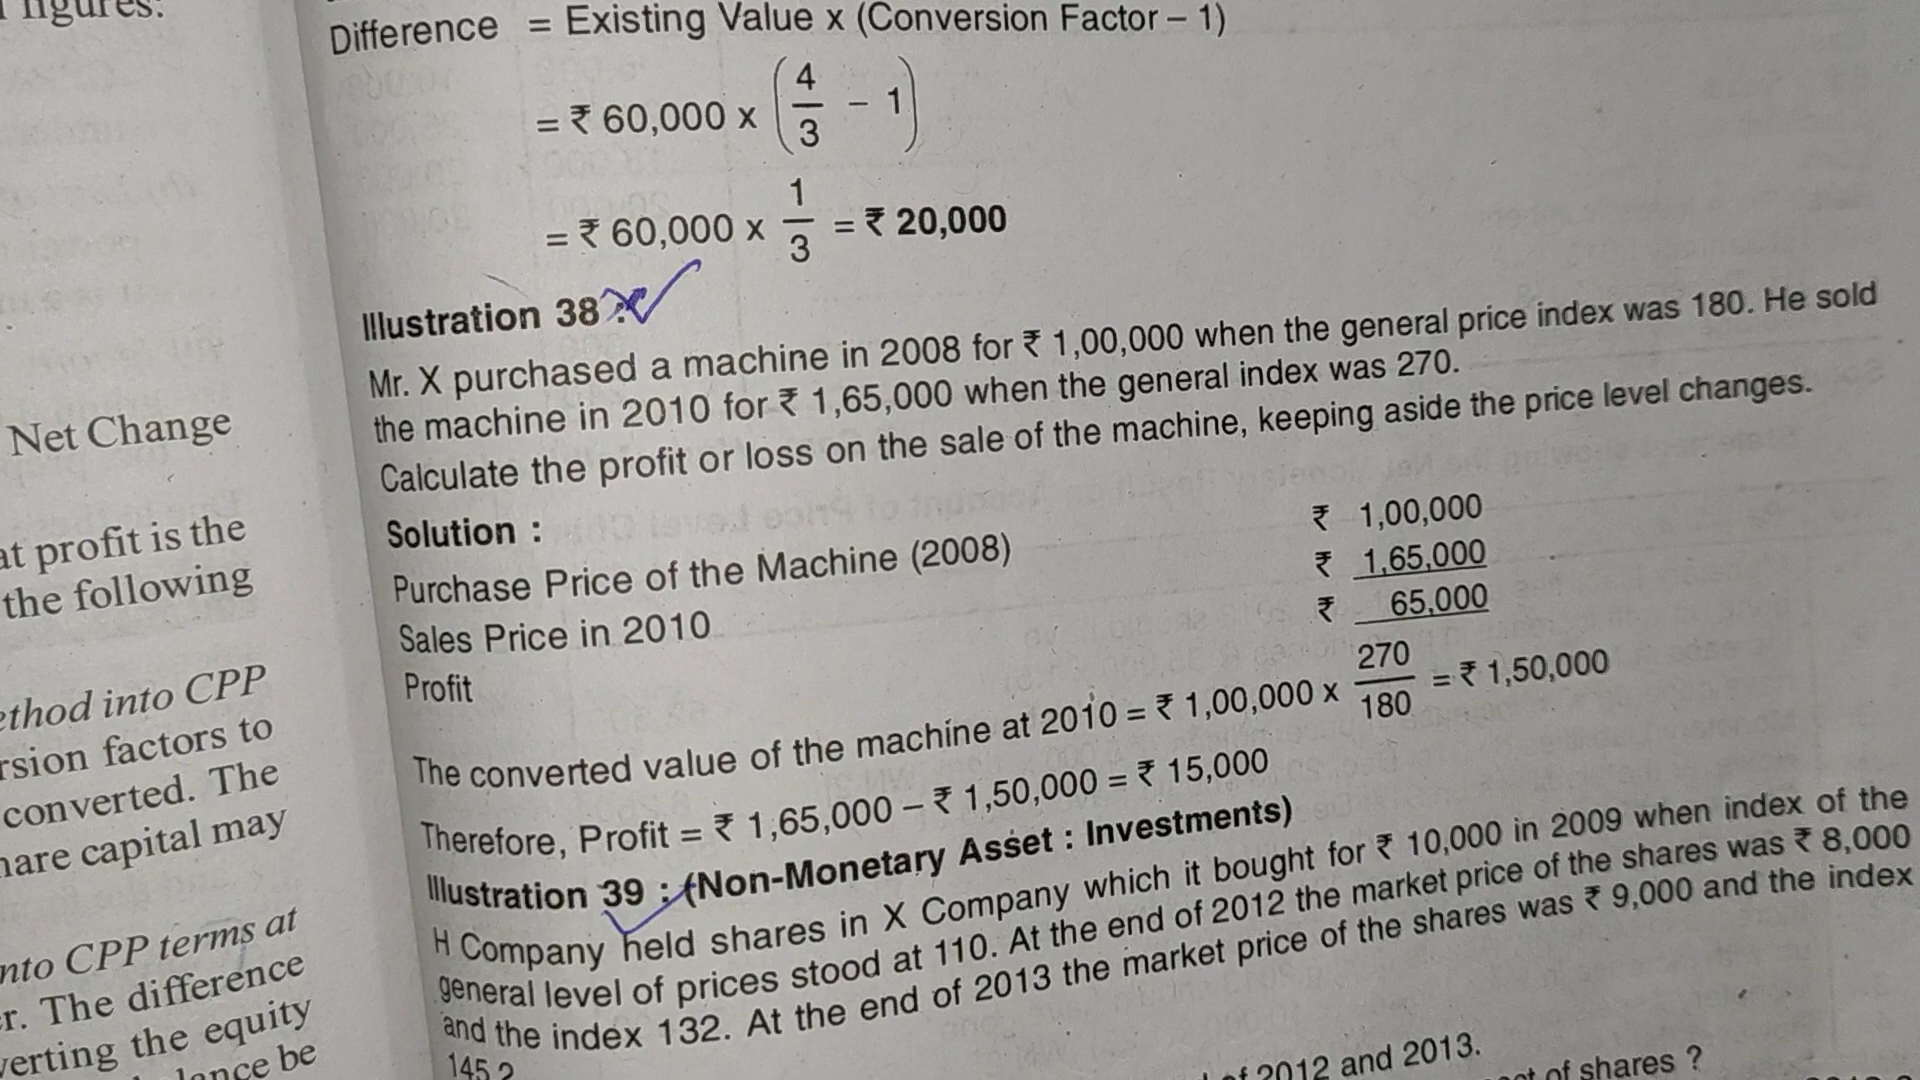 figures.
Net Change
at profit is the
the following
ethod into CPP
rsion factors to
converted. The
hare capital may
nto CPP terms at
r. The difference
verting the equity
lance be
Difference = Existing Value x (Conversion Factor – 1)
= ₹ 60,000 x (4/3 – 1)
= ₹ 60,000 x 1/3 = ₹ 20,000
Illustration 38 :
Mr. X purchased a machine in 2008 for ₹ 1,00,000 when the general price index was 180. He sold
the machine in 2010 for ₹ 1,65,000 when the general index was 270.
Calculate the profit or loss on the sale of the machine, keeping aside the price level changes.
Solution :
Purchase Price of the Machine (2008) ₹ 1,00,000
Sales Price in 2010 ₹ 1,65,000
Profit ₹ 65,000
The converted value of the machine at 2010 = ₹ 1,00,000 x 270/180 = ₹ 1,50,000
Therefore, Profit = ₹ 1,65,000 – ₹ 1,50,000 = ₹ 15,000
Illustration 39 : (Non-Monetary Asset : Investments)
H Company held shares in X Company which it bought for ₹ 10,000 in 2009 when index of the
general level of prices stood at 110. At the end of 2012 the market price of the shares was ₹ 8,000
and the index 132. At the end of 2013 the market price of the shares was ₹ 9,000 and the index
145.2
of 2012 and 2013.
of shares ?